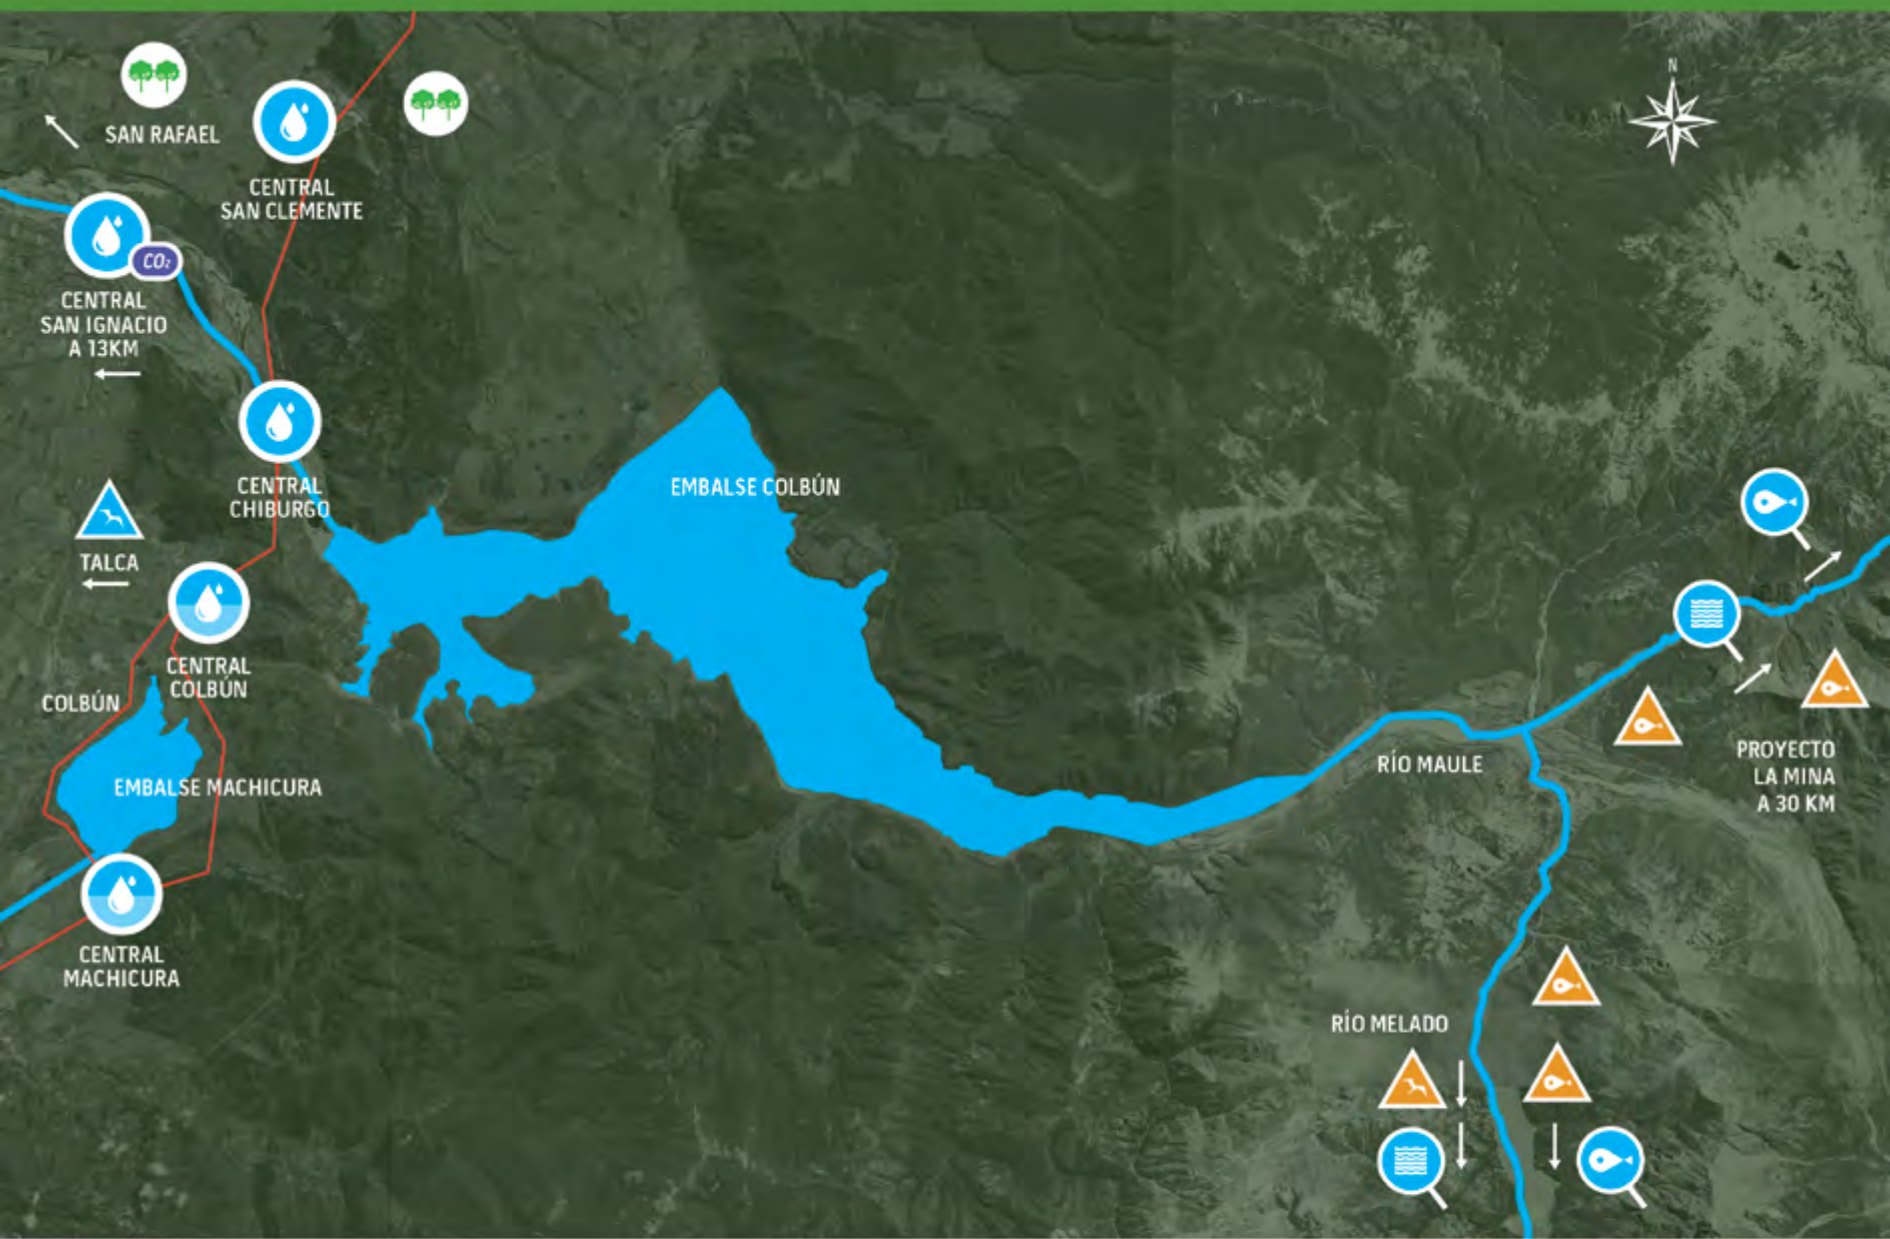 N
SAN RAFAEL
CENTRAL
SAN CLEMENTE
CO₂
CENTRAL
SAN IGNACIO
A 13KM
CENTRAL
CHIBURGO
EMBALSE COLBÚN
TALCA
CENTRAL
COLBÚN
COLBÚN
EMBALSE MACHICURA
RÍO MAULE
PROYECTO
LA MINA
A 30 KM
CENTRAL
MACHICURA
RÍO MELADO